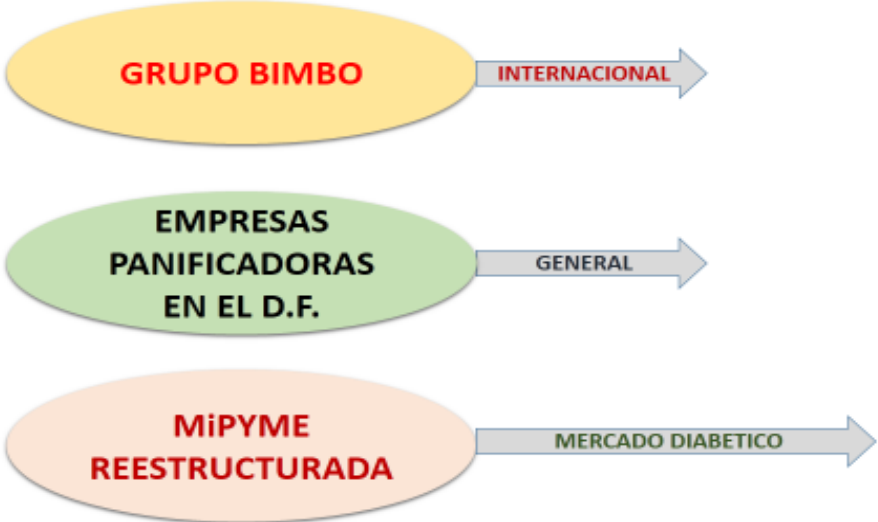 GRUPO BIMBO
INTERNACIONAL
EMPRESAS
PANIFICADORAS
EN EL D.F.
GENERAL
MiPYME
REESTRUCTURADA
MERCADO DIABETICO